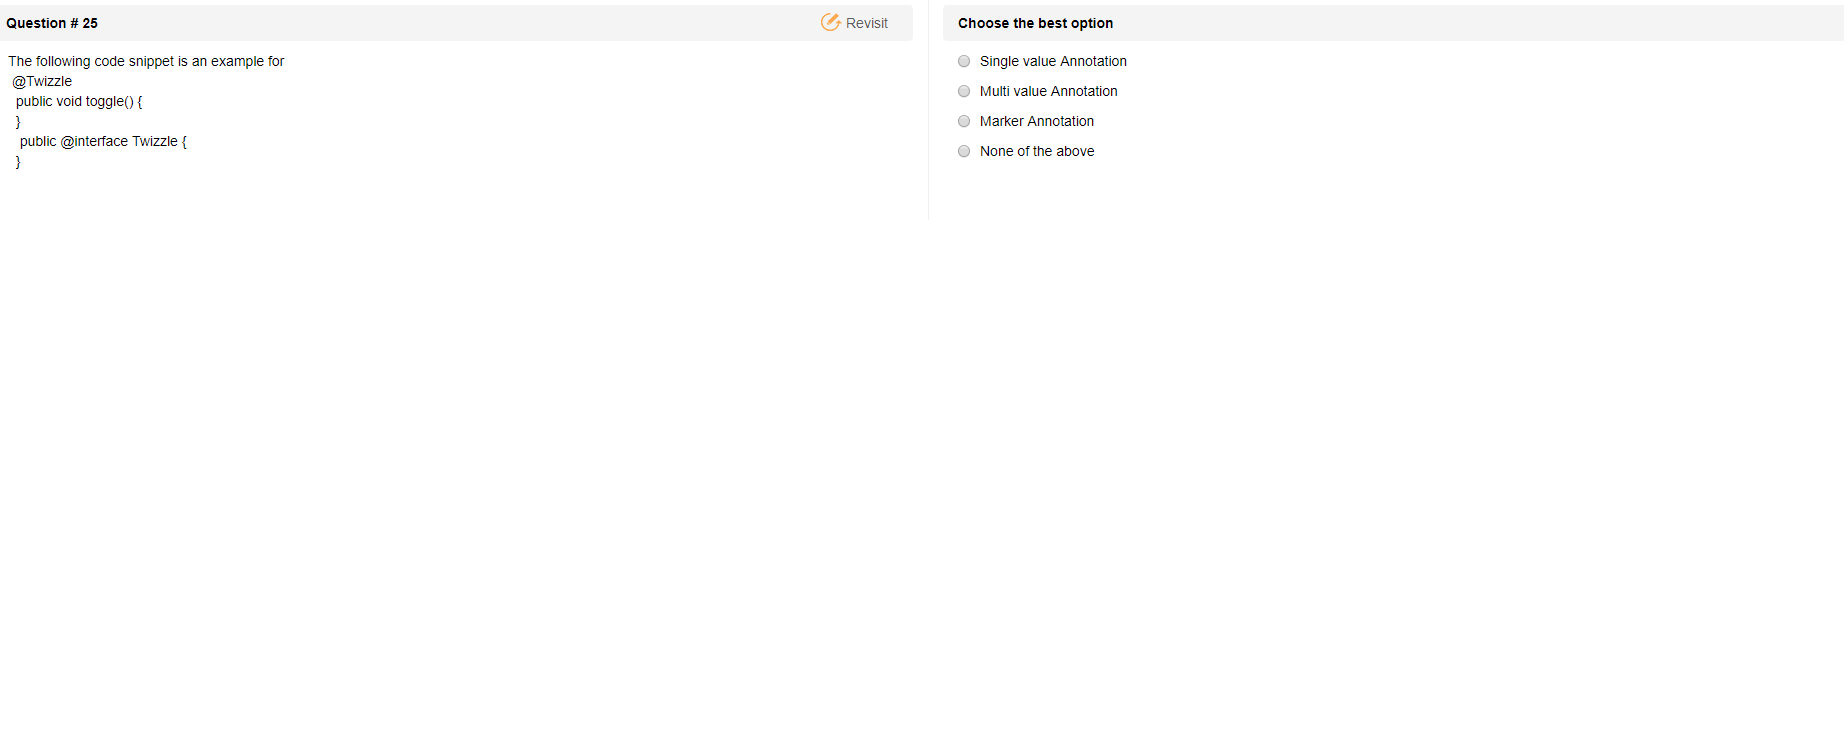 Question # 25
Revisit
The following code snippet is an example for
@Twizzle
public void toggle() {
}
public @interface Twizzle {
}
Choose the best option
Single value Annotation
Multi value Annotation
Marker Annotation
None of the above